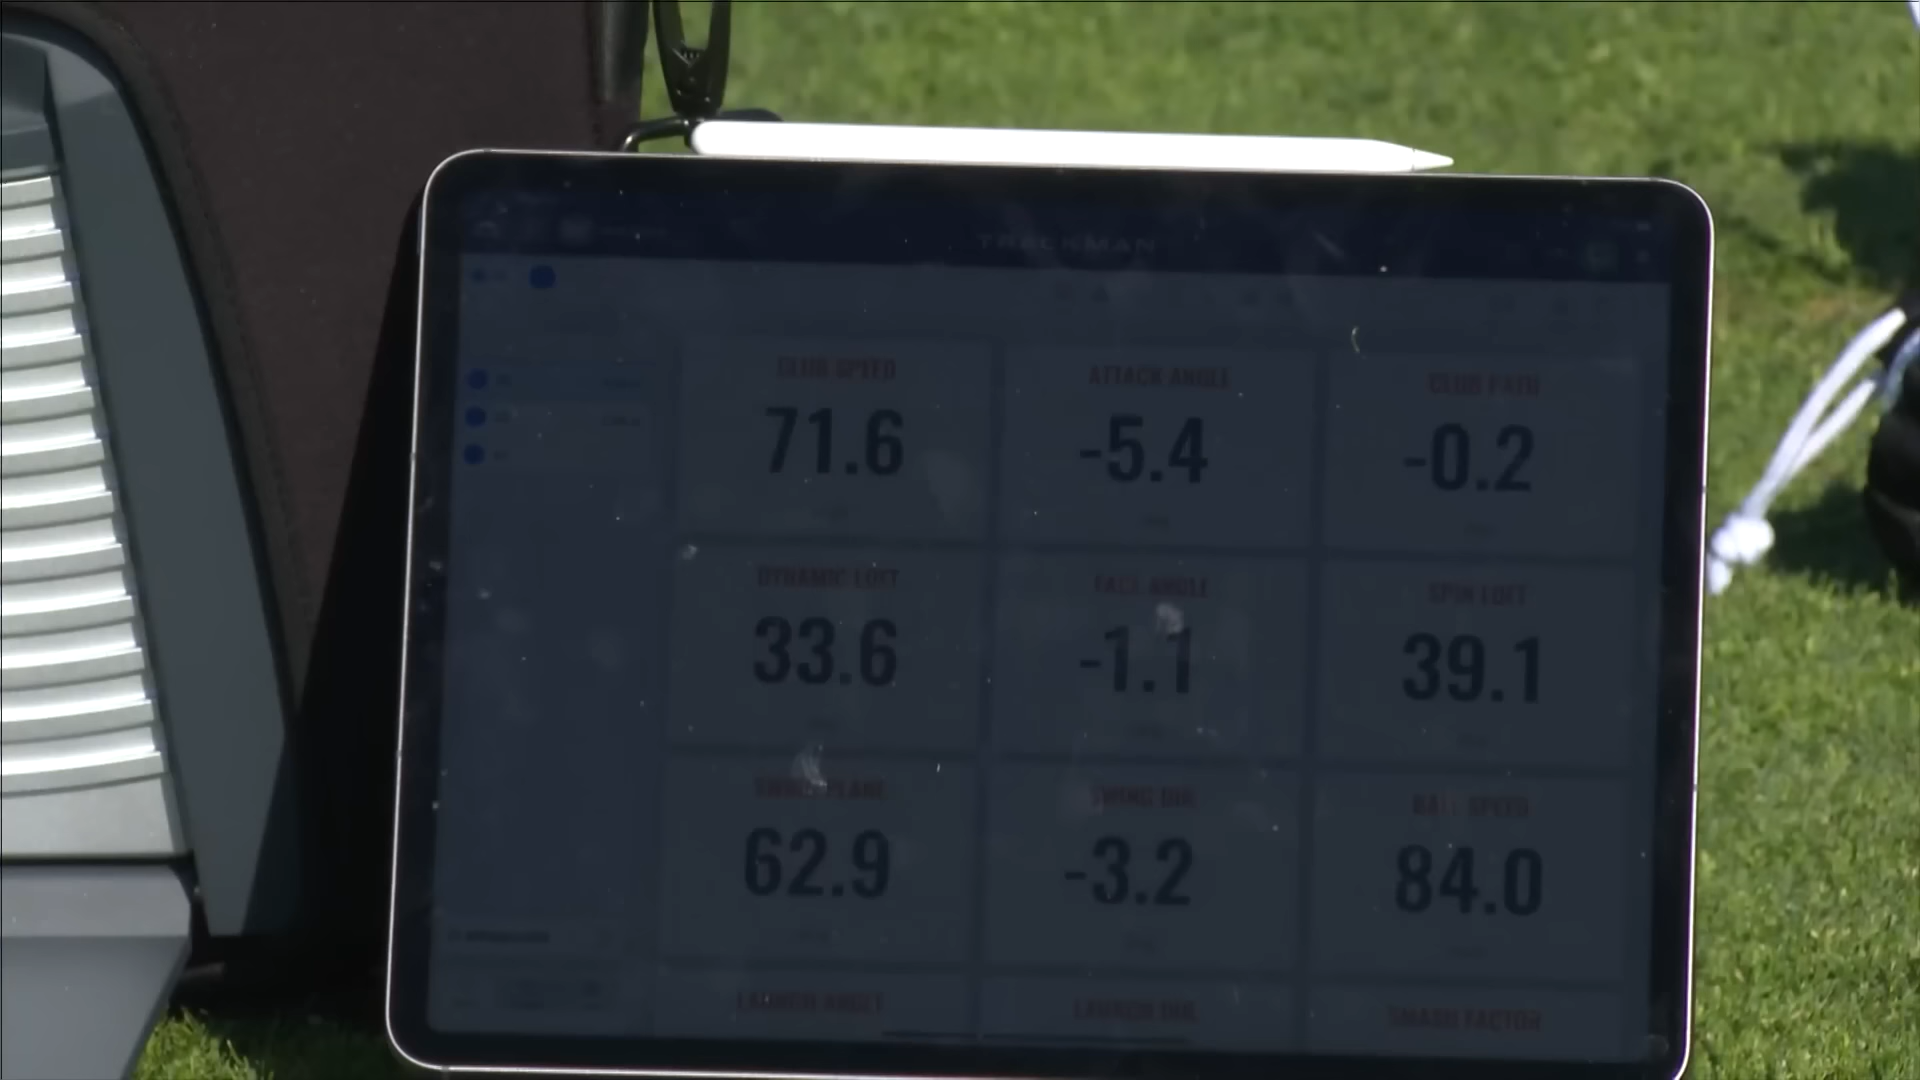 TRACKMAN
CLUB SPEED
ATTACK ANGLE
CLUB PATH
71.6
-5.4
-0.2
DYNAMIC LOFT
FACE ANGLE
SPIN LOFT
33.6
-1.1
39.1
SWING PLANE
SWING DIR.
BALL SPEED
62.9
-3.2
84.0
LAUNCH ANGLE
LAUNCH DIR.
SMASH FACTOR